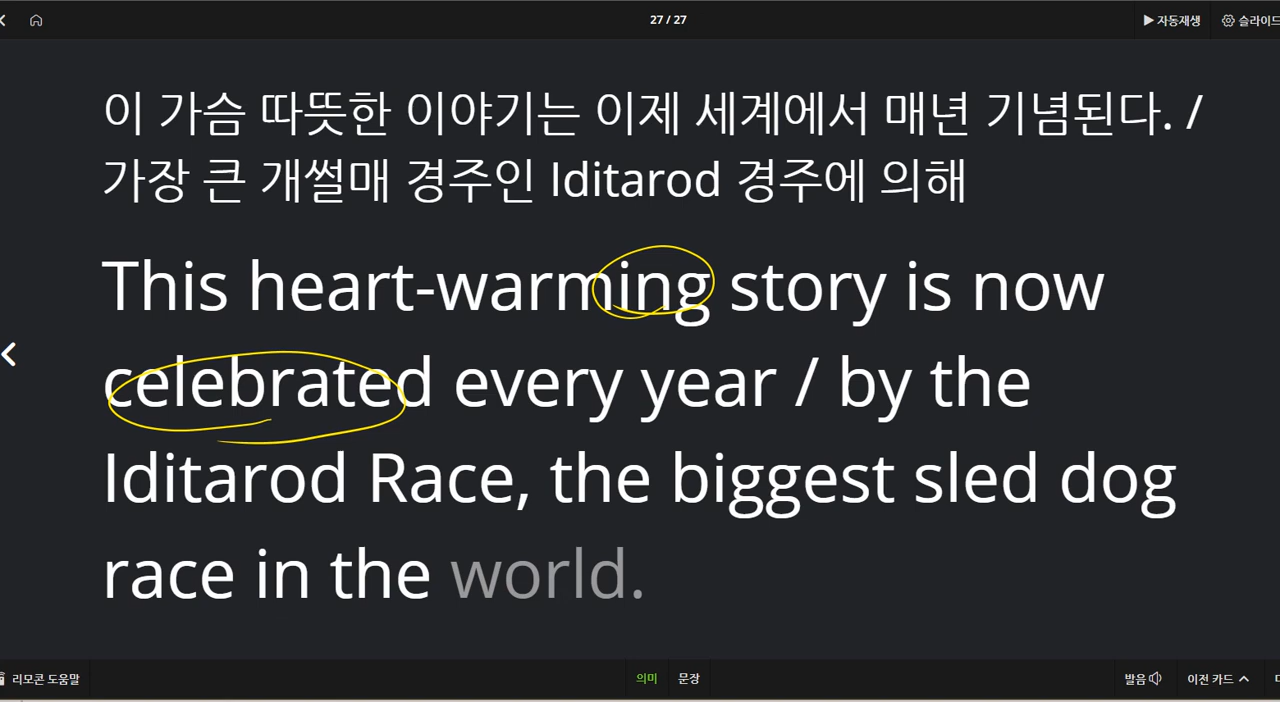 27 / 27
자동재생
슬라이드
이 가슴 따뜻한 이야기는 이제 세계에서 매년 기념된다. /
가장 큰 개썰매 경주인 Iditarod 경주에 의해
This heart-warming story is now
celebrated every year / by the
Iditarod Race, the biggest sled dog
race in the world.
리모콘 도움말
의미
문장
발음
이전 카드